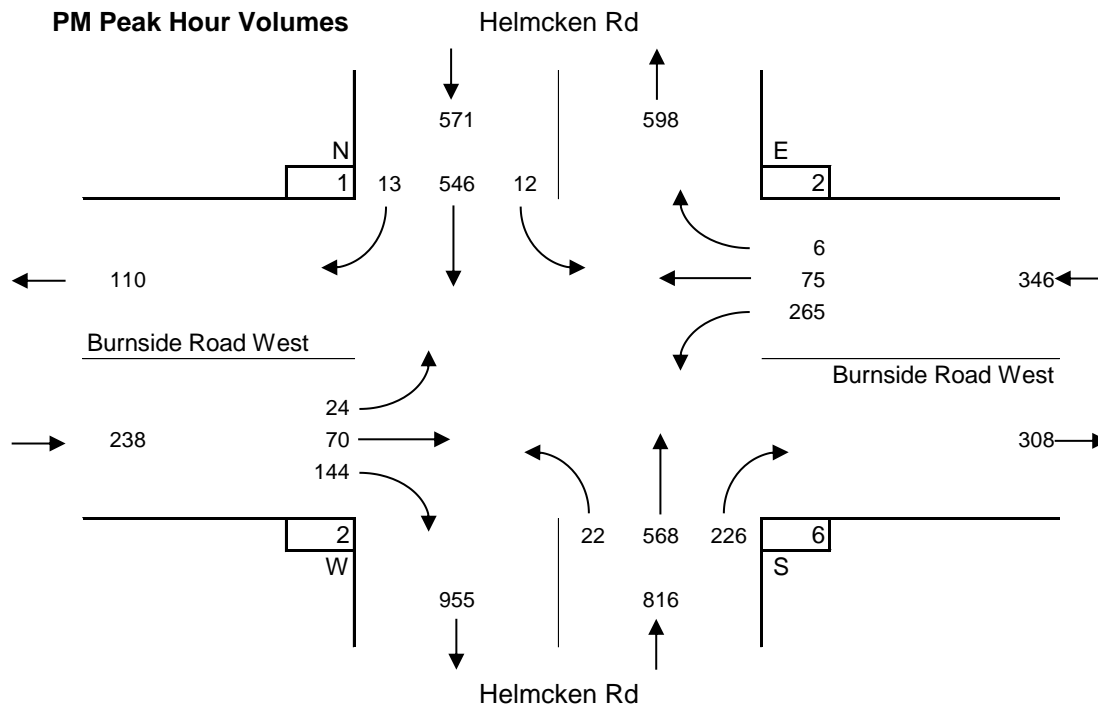 PM Peak Hour Volumes Helmcken Rd
571 598
N E
1 13 546 12 2
6
110 75 346
265
Burnside Road West
Burnside Road West
24
238 70 308
144
2 22 568 226 6
W S
955 816
Helmcken Rd